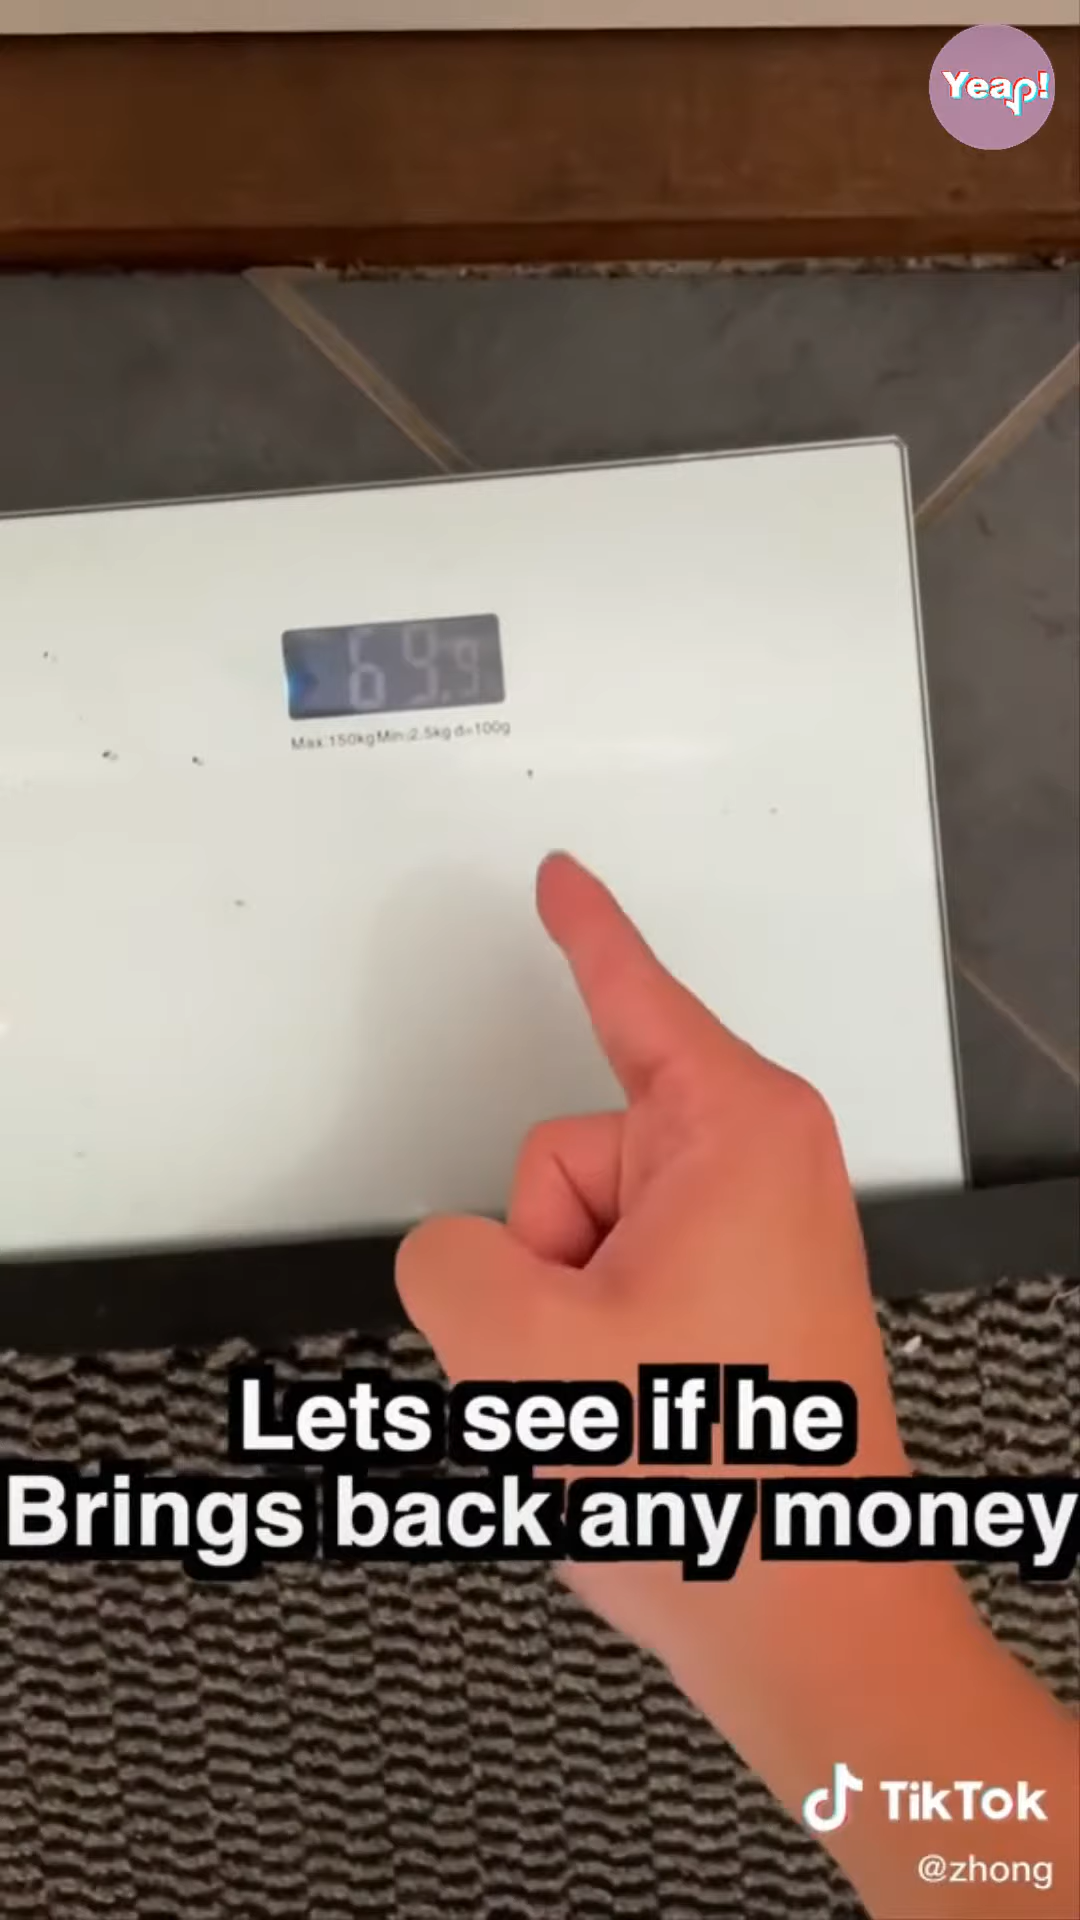 Yeap!
69.9
Max:150kg Min:2.5kg d=100g
Lets see if he
Brings back any money
TikTok
@zhong